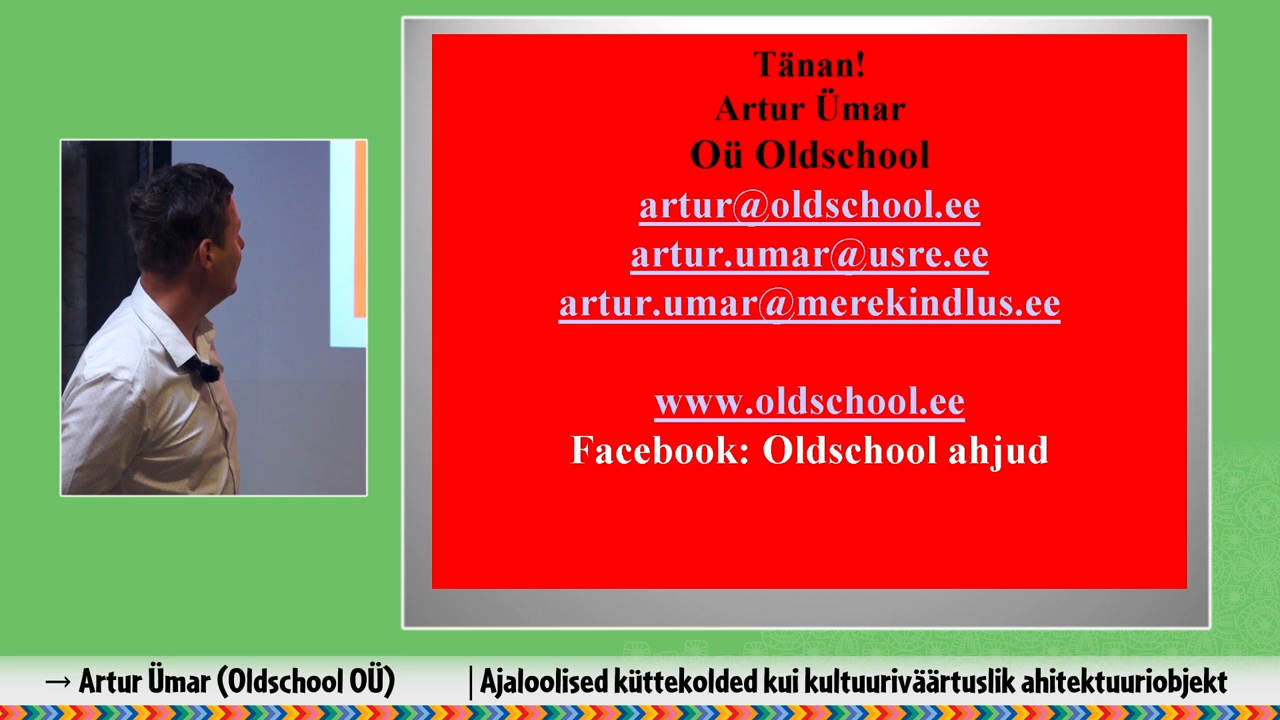 Tänan!
Artur Ümar
Oü Oldschool
artur@oldschool.ee
artur.umar@usre.ee
artur.umar@merekindlus.ee
www.oldschool.ee
Facebook: Oldschool ahjud
→ Artur Ümar (Oldschool OÜ) | Ajaloolised küttekolded kui kultuuriväärtuslik ahitektuuriobjekt